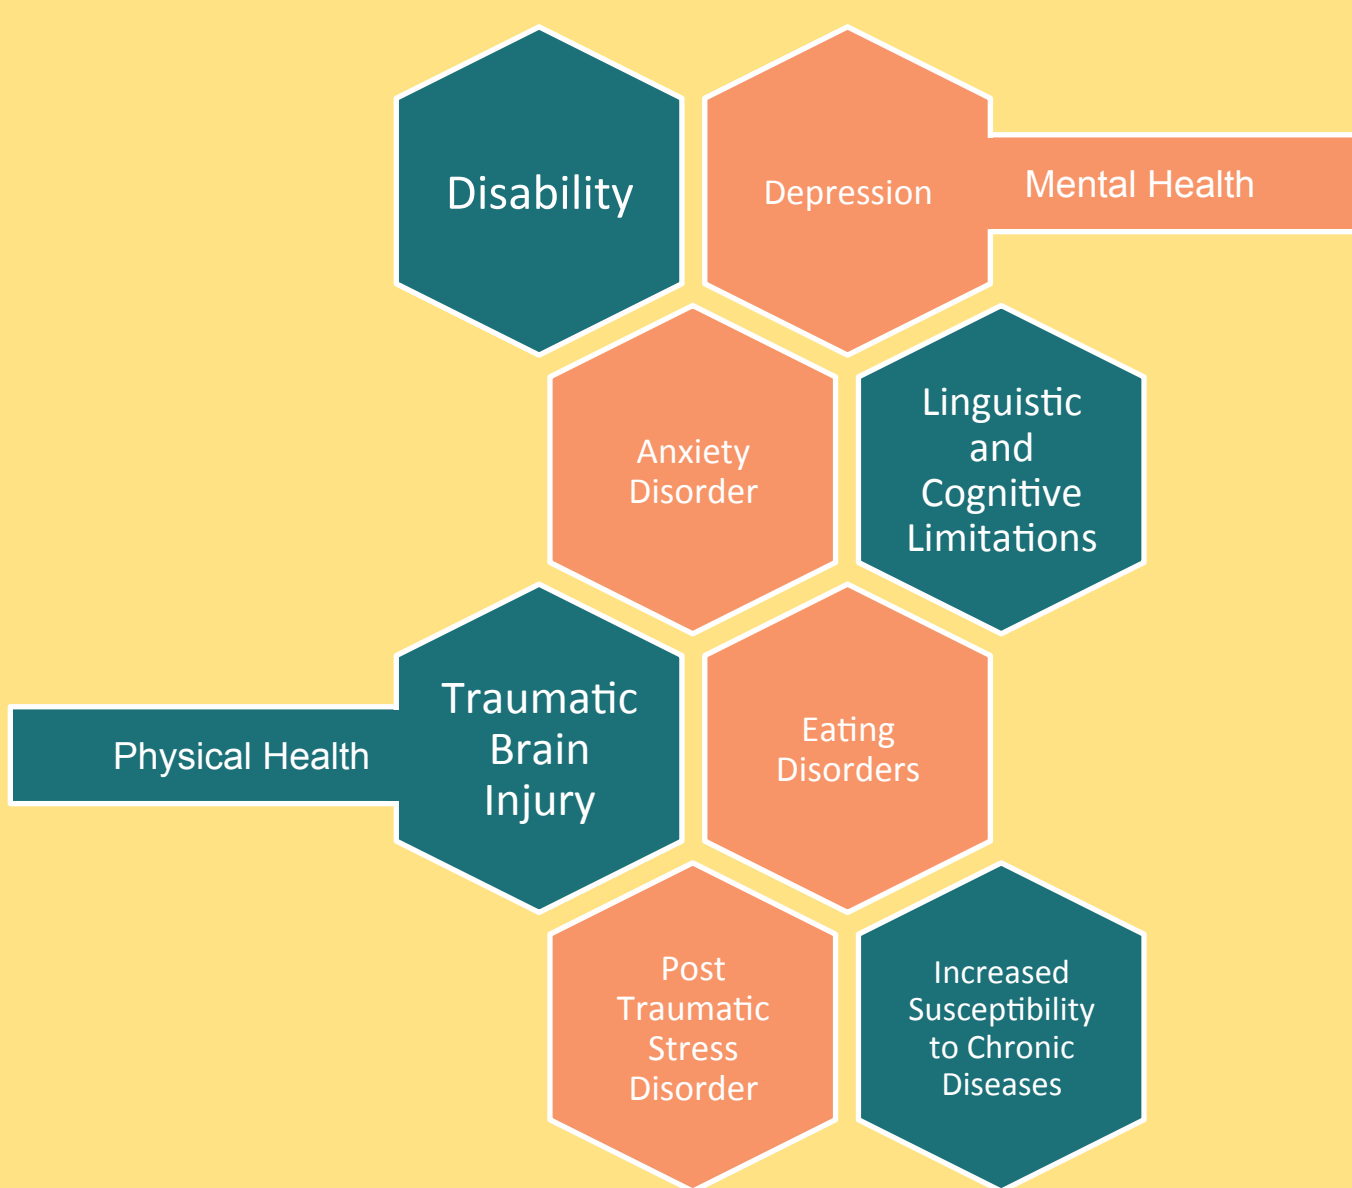 Disability
Depression
Mental Health
Anxiety
Disorder
Linguistic
and
Cognitive
Limitations
Physical Health
Traumatic
Brain
Injury
Eating
Disorders
Post
Traumatic
Stress
Disorder
Increased
Susceptibility
to Chronic
Diseases